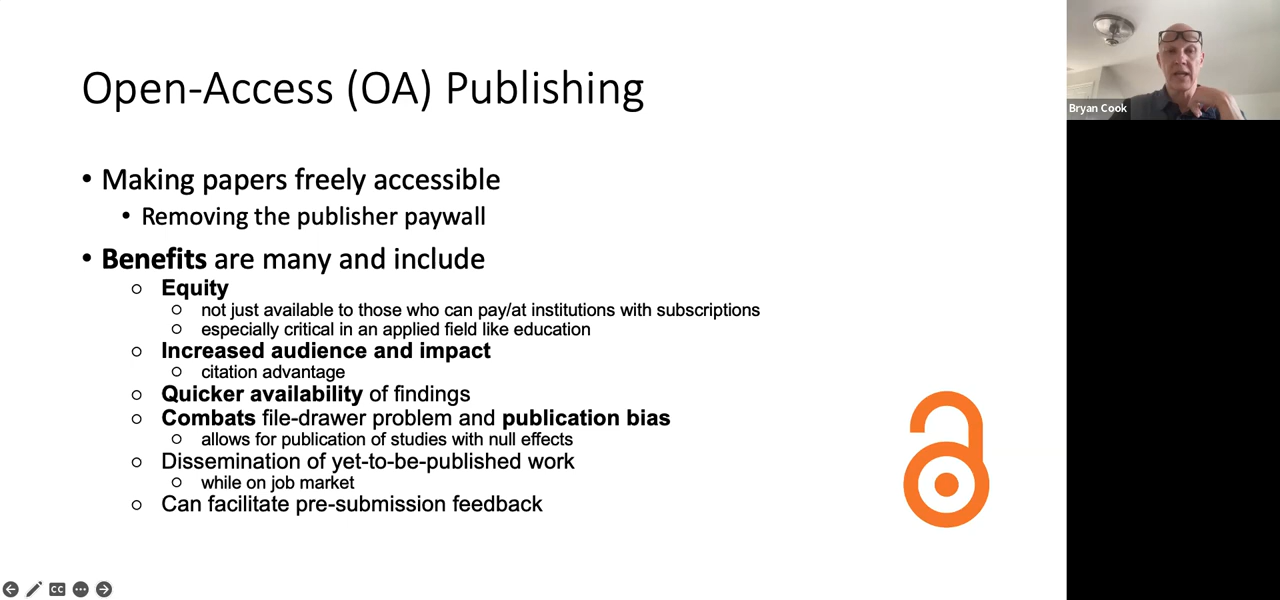 Open-Access (OA) Publishing
• Making papers freely accessible
• Removing the publisher paywall
• Benefits are many and include
○ Equity
○ not just available to those who can pay/at institutions with subscriptions
○ especially critical in an applied field like education
○ Increased audience and impact
○ citation advantage
○ Quicker availability of findings
○ Combats file-drawer problem and publication bias
○ allows for publication of studies with null effects
○ Dissemination of yet-to-be-published work
○ while on job market
○ Can facilitate pre-submission feedback
Bryan Cook
CC